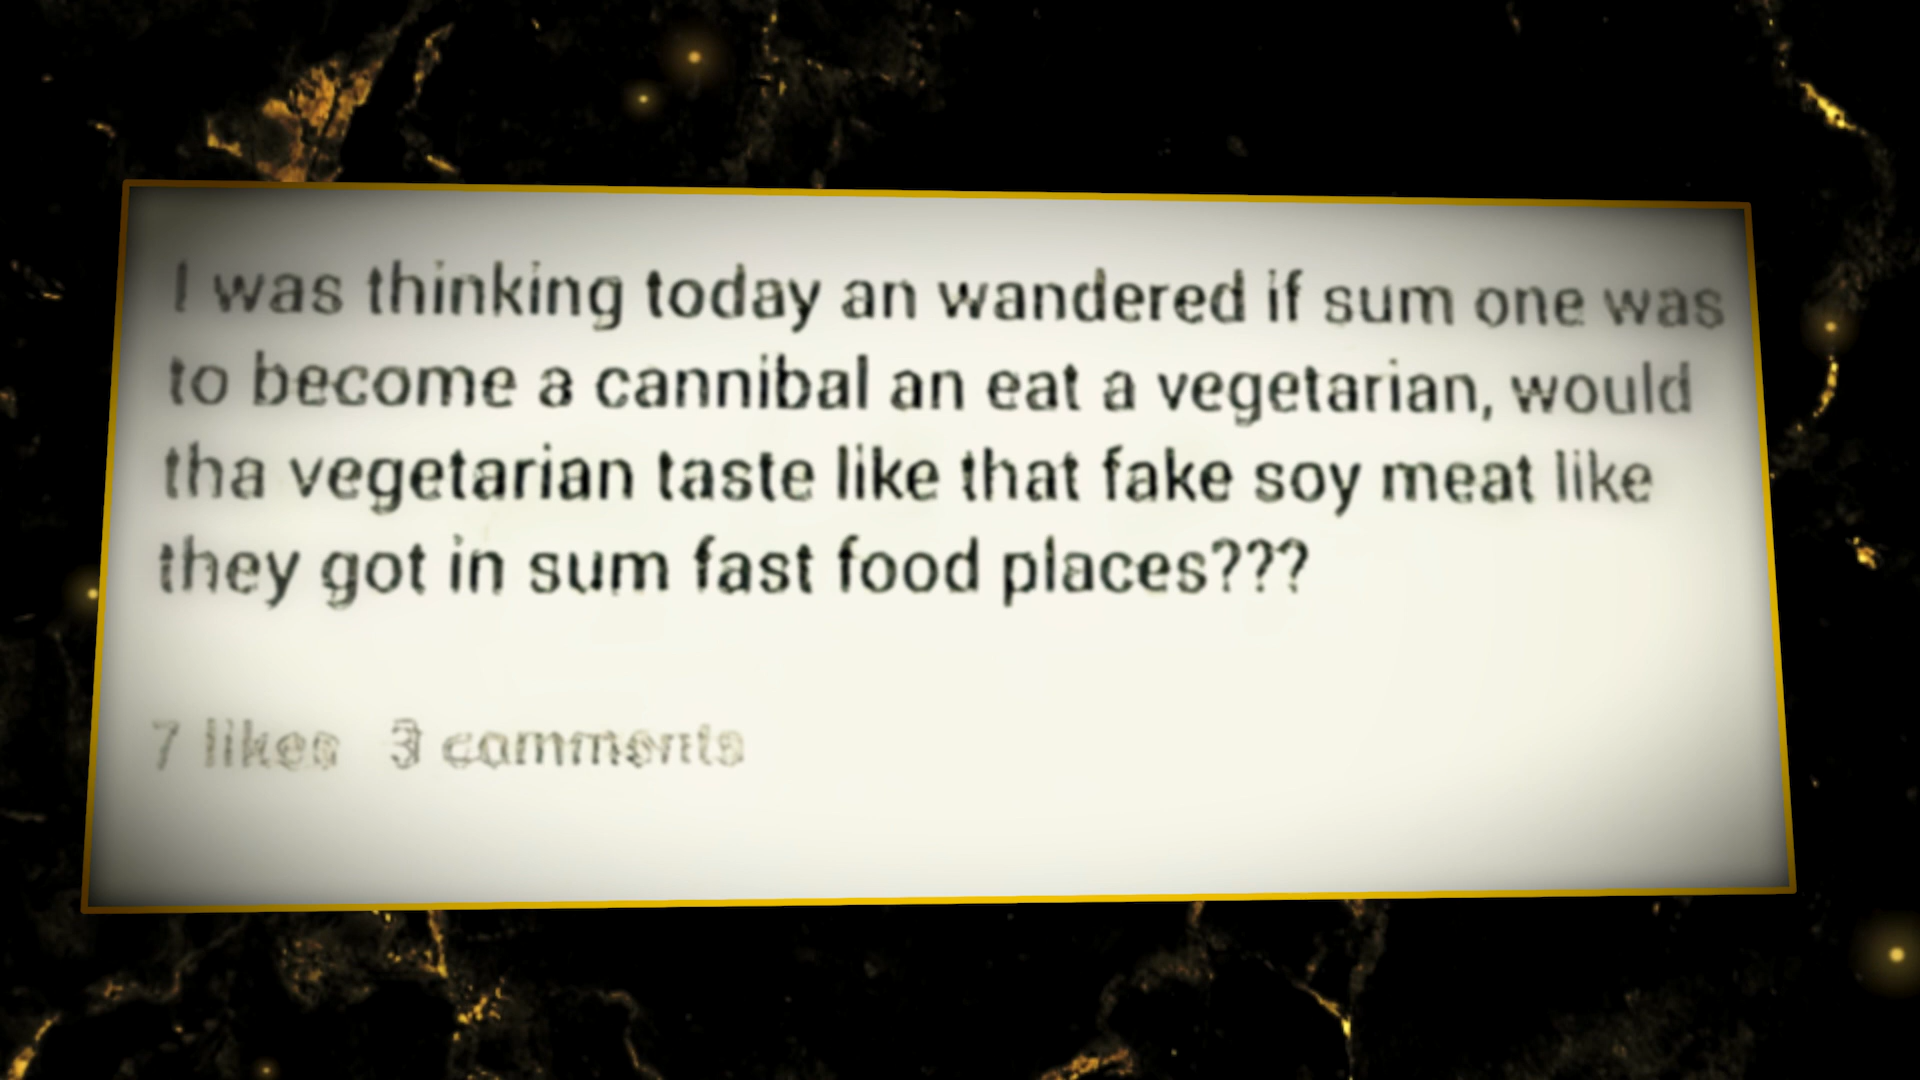 I was thinking today an wandered if sum one was
to become a cannibal an eat a vegetarian, would
tha vegetarian taste like that fake soy meat like
they got in sum fast food places???
7 likes 3 comments